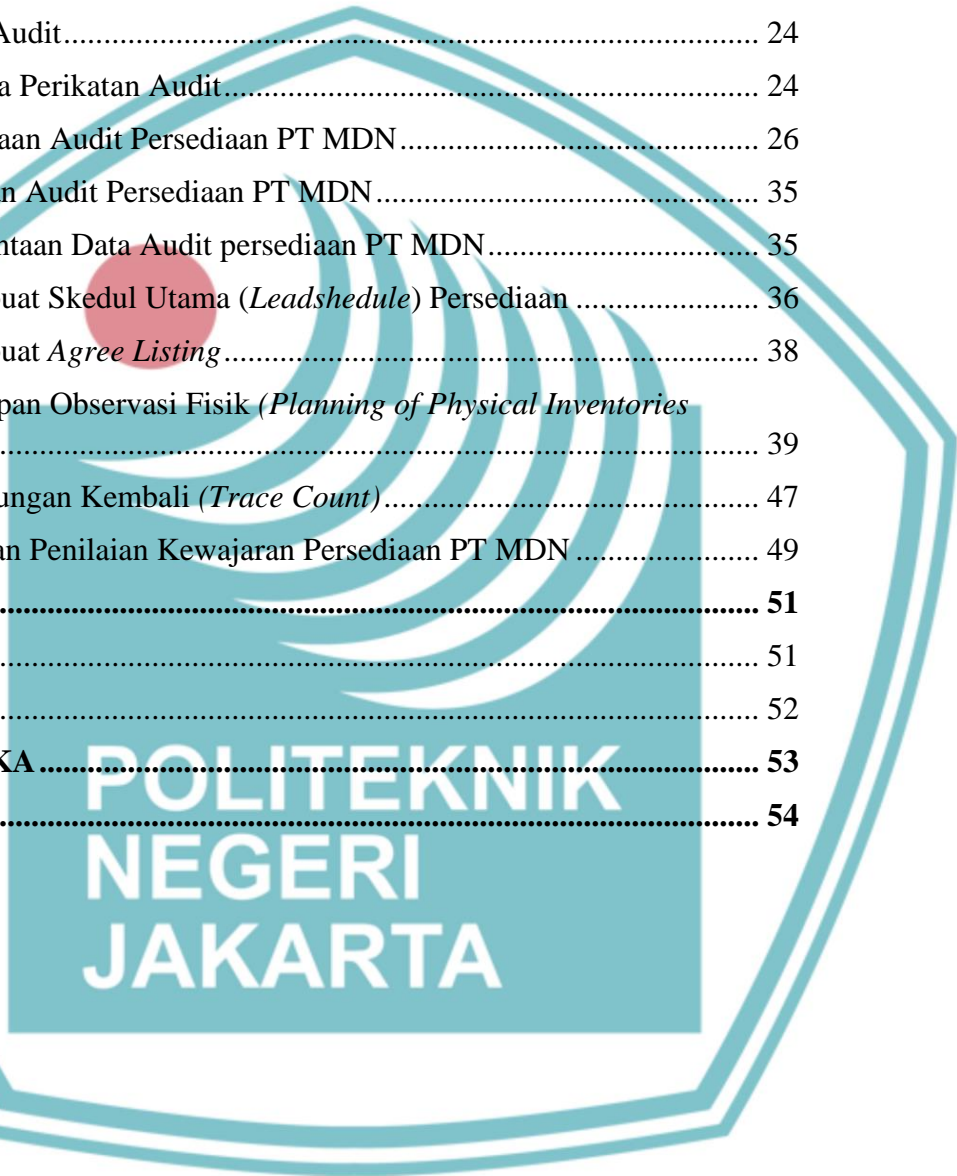 Audit........................................................................................ 24
a Perikatan Audit.................................................................. 24
aan Audit Persediaan PT MDN............................................ 26
n Audit Persediaan PT MDN............................................... 35
ntaan Data Audit persediaan PT MDN................................. 35
uat Skedul Utama (Leadshedule) Persediaan ...................... 36
uat Agree Listing.................................................................. 38
pan Observasi Fisik (Planning of Physical Inventories
........................................................................................... 39
ungan Kembali (Trace Count).............................................. 47
an Penilaian Kewajaran Persediaan PT MDN ...................... 49
........................................................................................... 51
........................................................................................... 51
........................................................................................... 52
KA ....................................................................................... 53
........................................................................................... 54
POLITEKNIK
NEGERI
JAKARTA